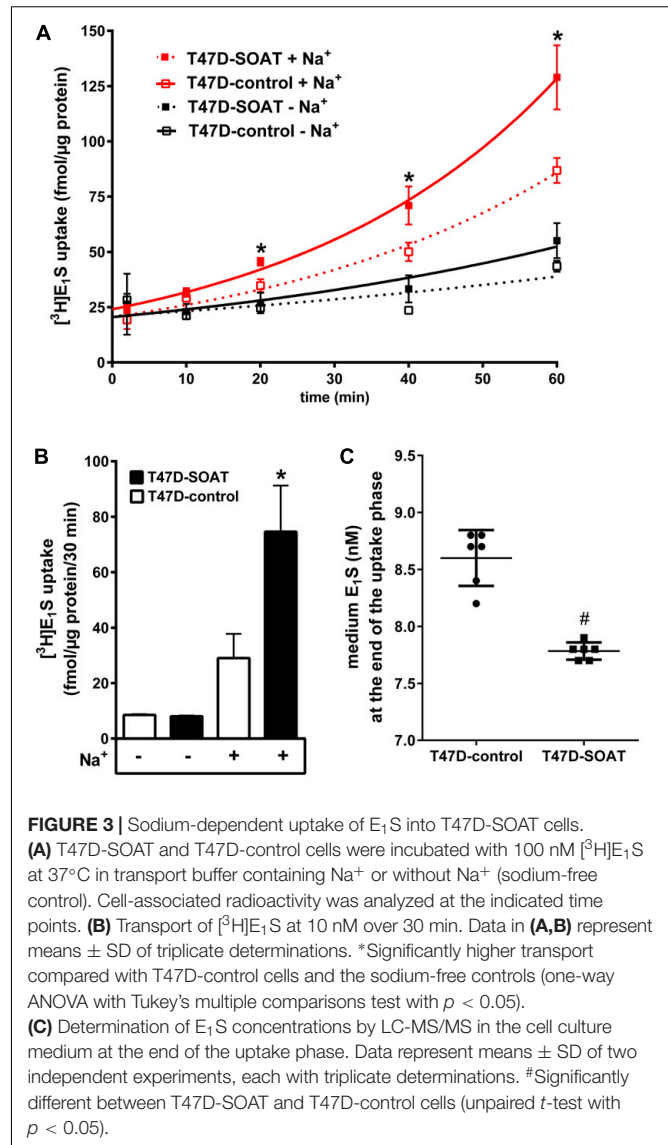 A
T47D-SOAT + Na⁺
T47D-control + Na⁺
T47D-SOAT - Na⁺
T47D-control - Na⁺
[³H]E₁S uptake (fmol/µg protein)
150
125
100
75
50
25
0
* * *
0 10 20 30 40 50 60
time (min)
B
T47D-SOAT
T47D-control
[³H]E₁S uptake
(fmol/µg protein/30 min)
100
80
60
40
20
0
*
Na⁺ - - + +
C
medium E₁S (nM)
at the end of the uptake phase
9.5
9.0
8.5
8.0
7.5
7.0
#
T47D-control T47D-SOAT
FIGURE 3 | Sodium-dependent uptake of E₁S into T47D-SOAT cells.
(A) T47D-SOAT and T47D-control cells were incubated with 100 nM [³H]E₁S
at 37°C in transport buffer containing Na⁺ or without Na⁺ (sodium-free
control). Cell-associated radioactivity was analyzed at the indicated time
points. (B) Transport of [³H]E₁S at 10 nM over 30 min. Data in (A,B) represent
means ± SD of triplicate determinations. *Significantly higher transport
compared with T47D-control cells and the sodium-free controls (one-way
ANOVA with Tukey's multiple comparisons test with p < 0.05).
(C) Determination of E₁S concentrations by LC-MS/MS in the cell culture
medium at the end of the uptake phase. Data represent means ± SD of two
independent experiments, each with triplicate determinations. #Significantly
different between T47D-SOAT and T47D-control cells (unpaired t-test with
p < 0.05).